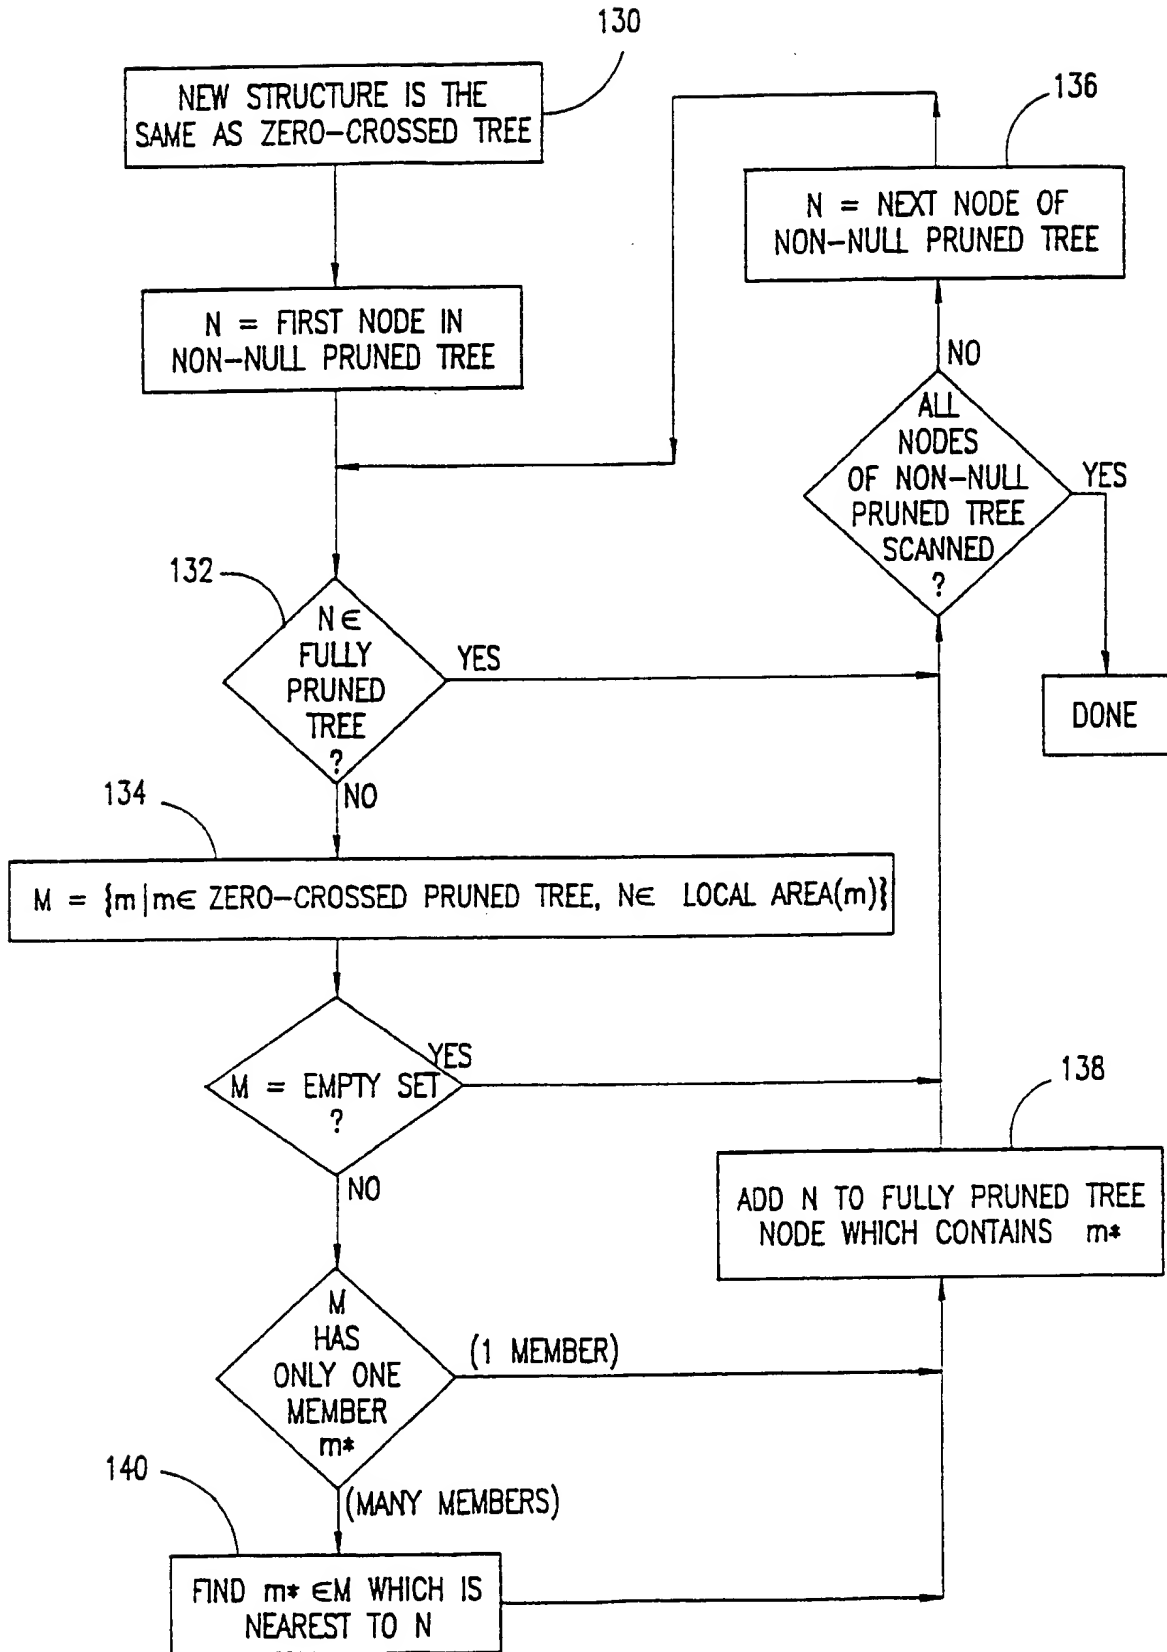 130
NEW STRUCTURE IS THE
SAME AS ZERO-CROSSED TREE
136
N = NEXT NODE OF
NON-NULL PRUNED TREE
N = FIRST NODE IN
NON-NULL PRUNED TREE
NO
ALL
NODES
OF NON-NULL
PRUNED TREE
SCANNED
?
YES
DONE
132
N∈
FULLY
PRUNED
TREE
?
YES
NO
134
M = {m|m∈ ZERO-CROSSED PRUNED TREE, N∈ LOCAL AREA(m)}
M = EMPTY SET
?
YES
NO
138
ADD N TO FULLY PRUNED TREE
NODE WHICH CONTAINS m*
M
HAS
ONLY ONE
MEMBER
m*
(1 MEMBER)
(MANY MEMBERS)
140
FIND m* ∈M WHICH IS
NEAREST TO N